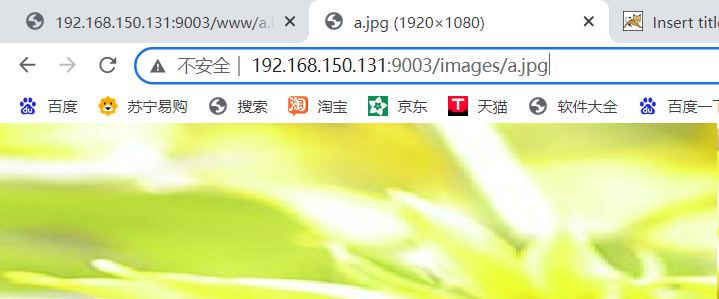 192.168.150.131:9003/www/a.
a.jpg (1920×1080)
Insert title
不安全 | 192.168.150.131:9003/images/a.jpg
百度 苏宁易购 搜索 淘 淘宝 京东 T 天猫 软件大全 百度一